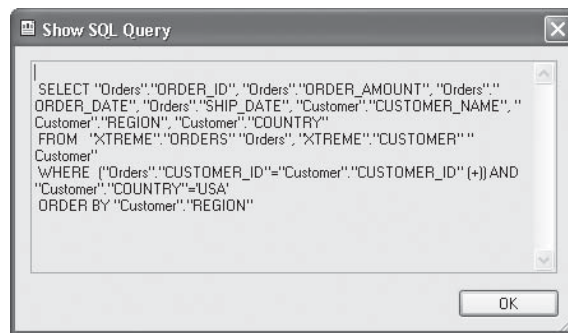 Show SQL Query
SELECT "Orders"."ORDER_ID", "Orders"."ORDER_AMOUNT", "Orders"."
ORDER_DATE", "Orders"."SHIP_DATE", "Customer"."CUSTOMER_NAME", "
Customer"."REGION", "Customer"."COUNTRY"
FROM "XTREME"."ORDERS" "Orders", "XTREME"."CUSTOMER" "
Customer"
WHERE ("Orders"."CUSTOMER_ID"="Customer"."CUSTOMER_ID" (+)) AND
"Customer"."COUNTRY"='USA'
ORDER BY "Customer"."REGION"
OK